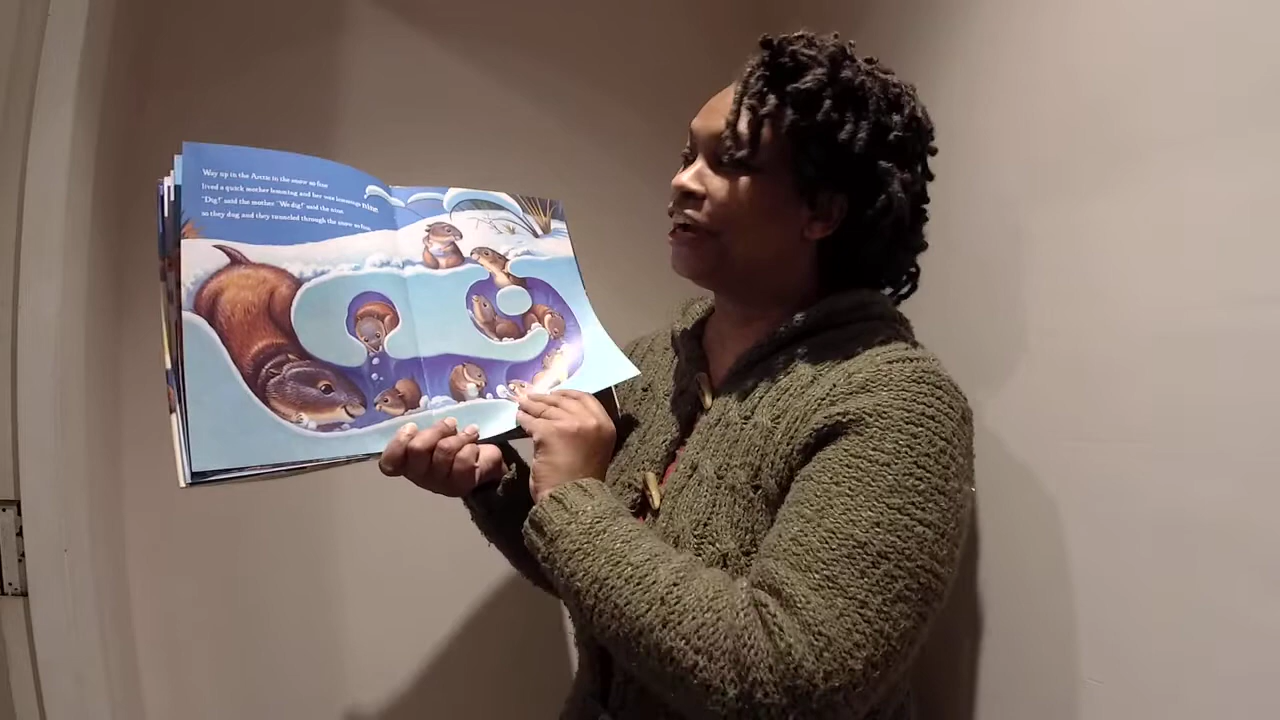 Way up in the Arctic in the snow so fine
lived a quick mother lemming and her wee lemmings nine
"Dig!" said the mother. "We dig!" said the nine.
so they dug and they tunneled through the snow so fine.